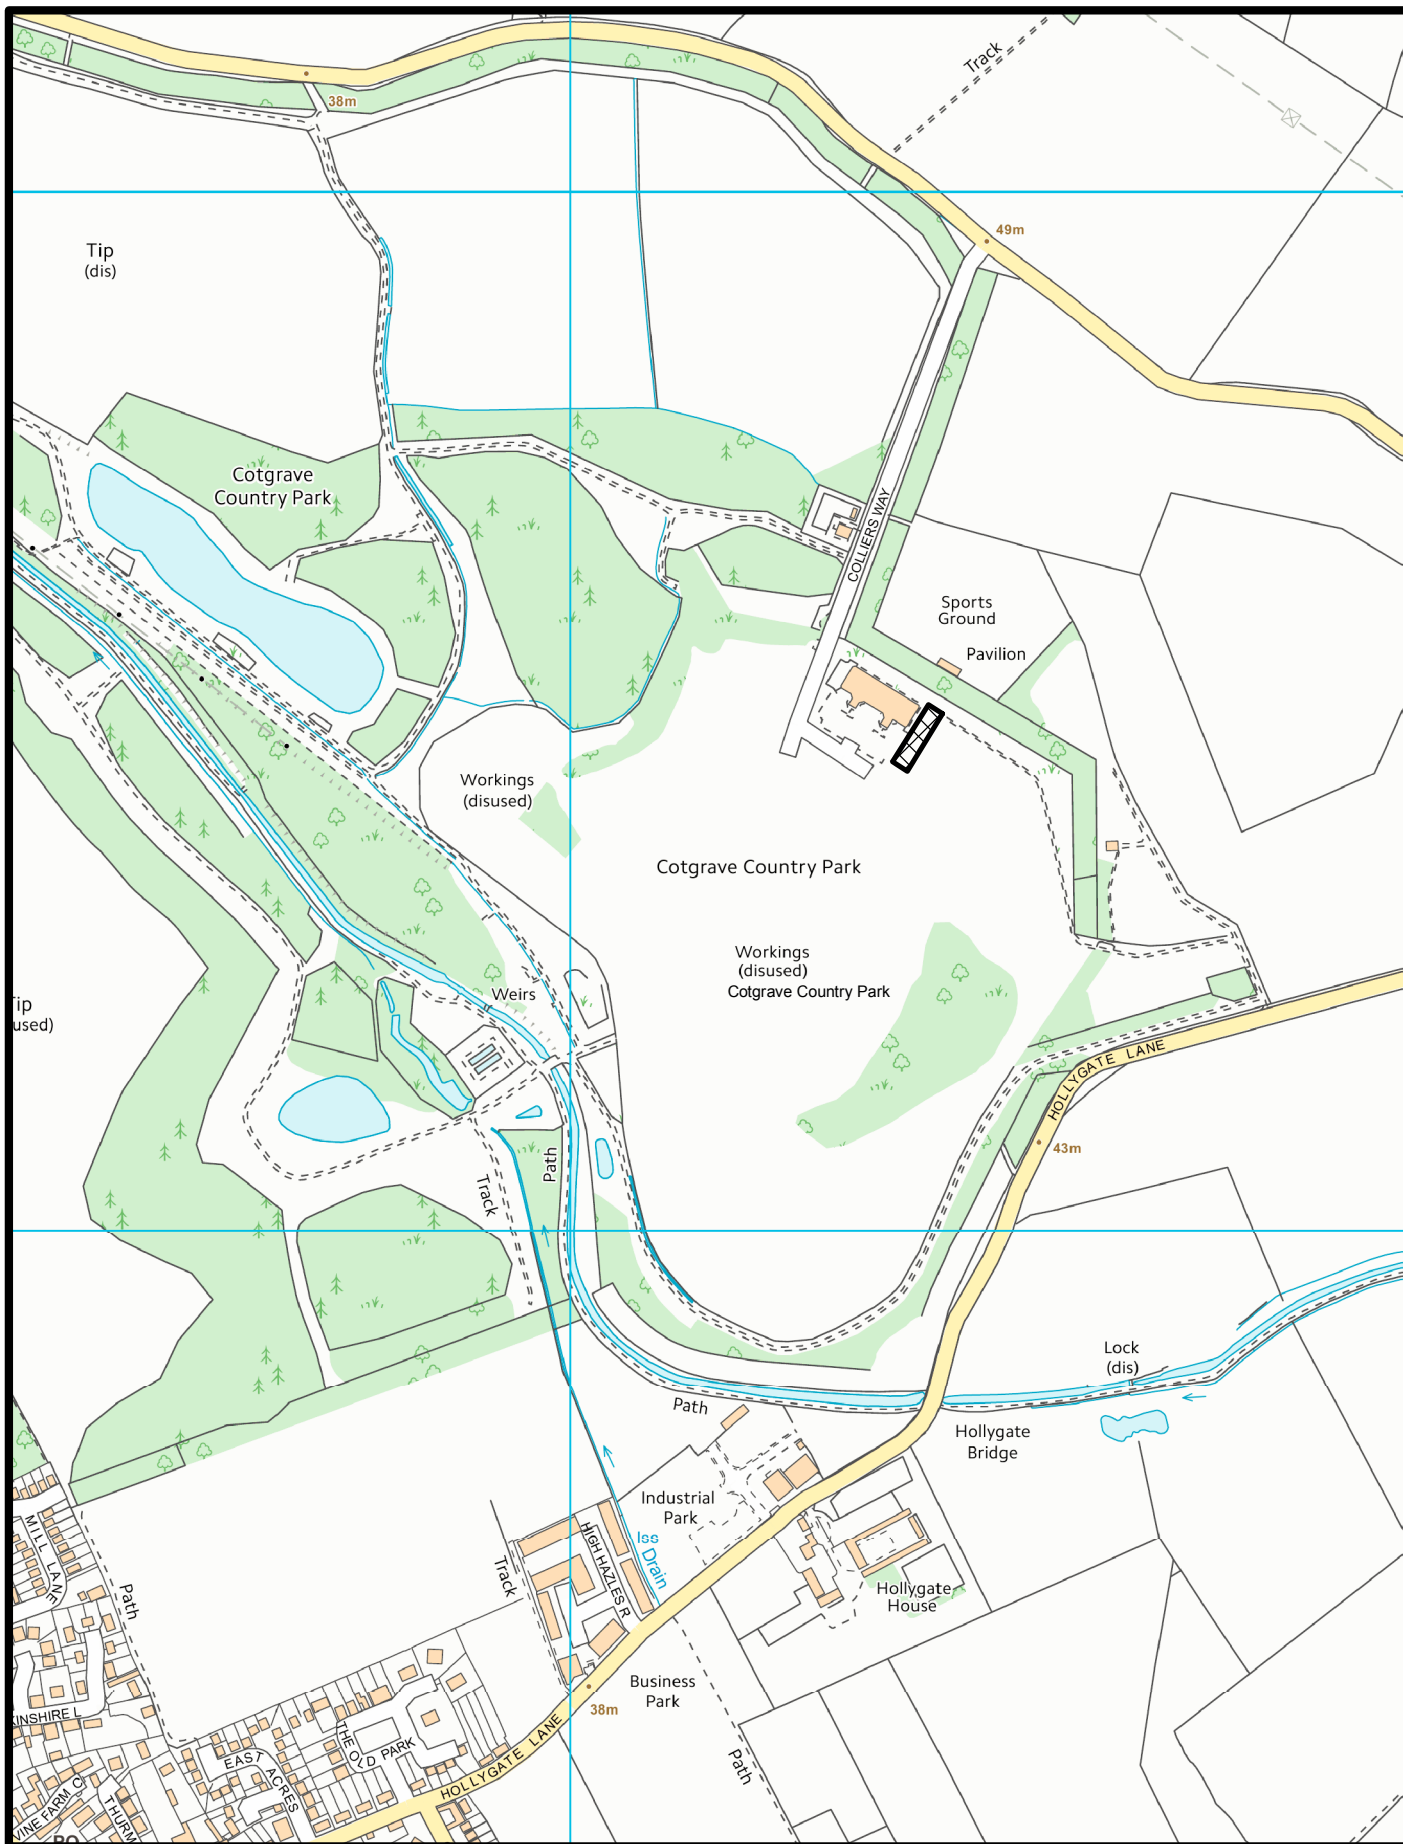 Track
38m
49m
Tip
(dis)
Cotgrave
Country Park
COLLIERS WAY
Sports
Ground
Pavilion
Workings
(disused)
Cotgrave Country Park
Workings
(disused)
Cotgrave Country Park
Weirs
ip
used)
HOLLYGATE LANE
43m
Path
Track
Lock
(dis)
Path
Hollygate
Bridge
Industrial
Park
Iss
Drain
HIGH HAZLES R
Track
MILL LANE
Path
Hollygate
House
Business
Park
38m
KINSHIRE L
THE OLD PARK
EAST
ACRES
HOLLYGATE LANE
Path
VINE FARM C
THURM
PO